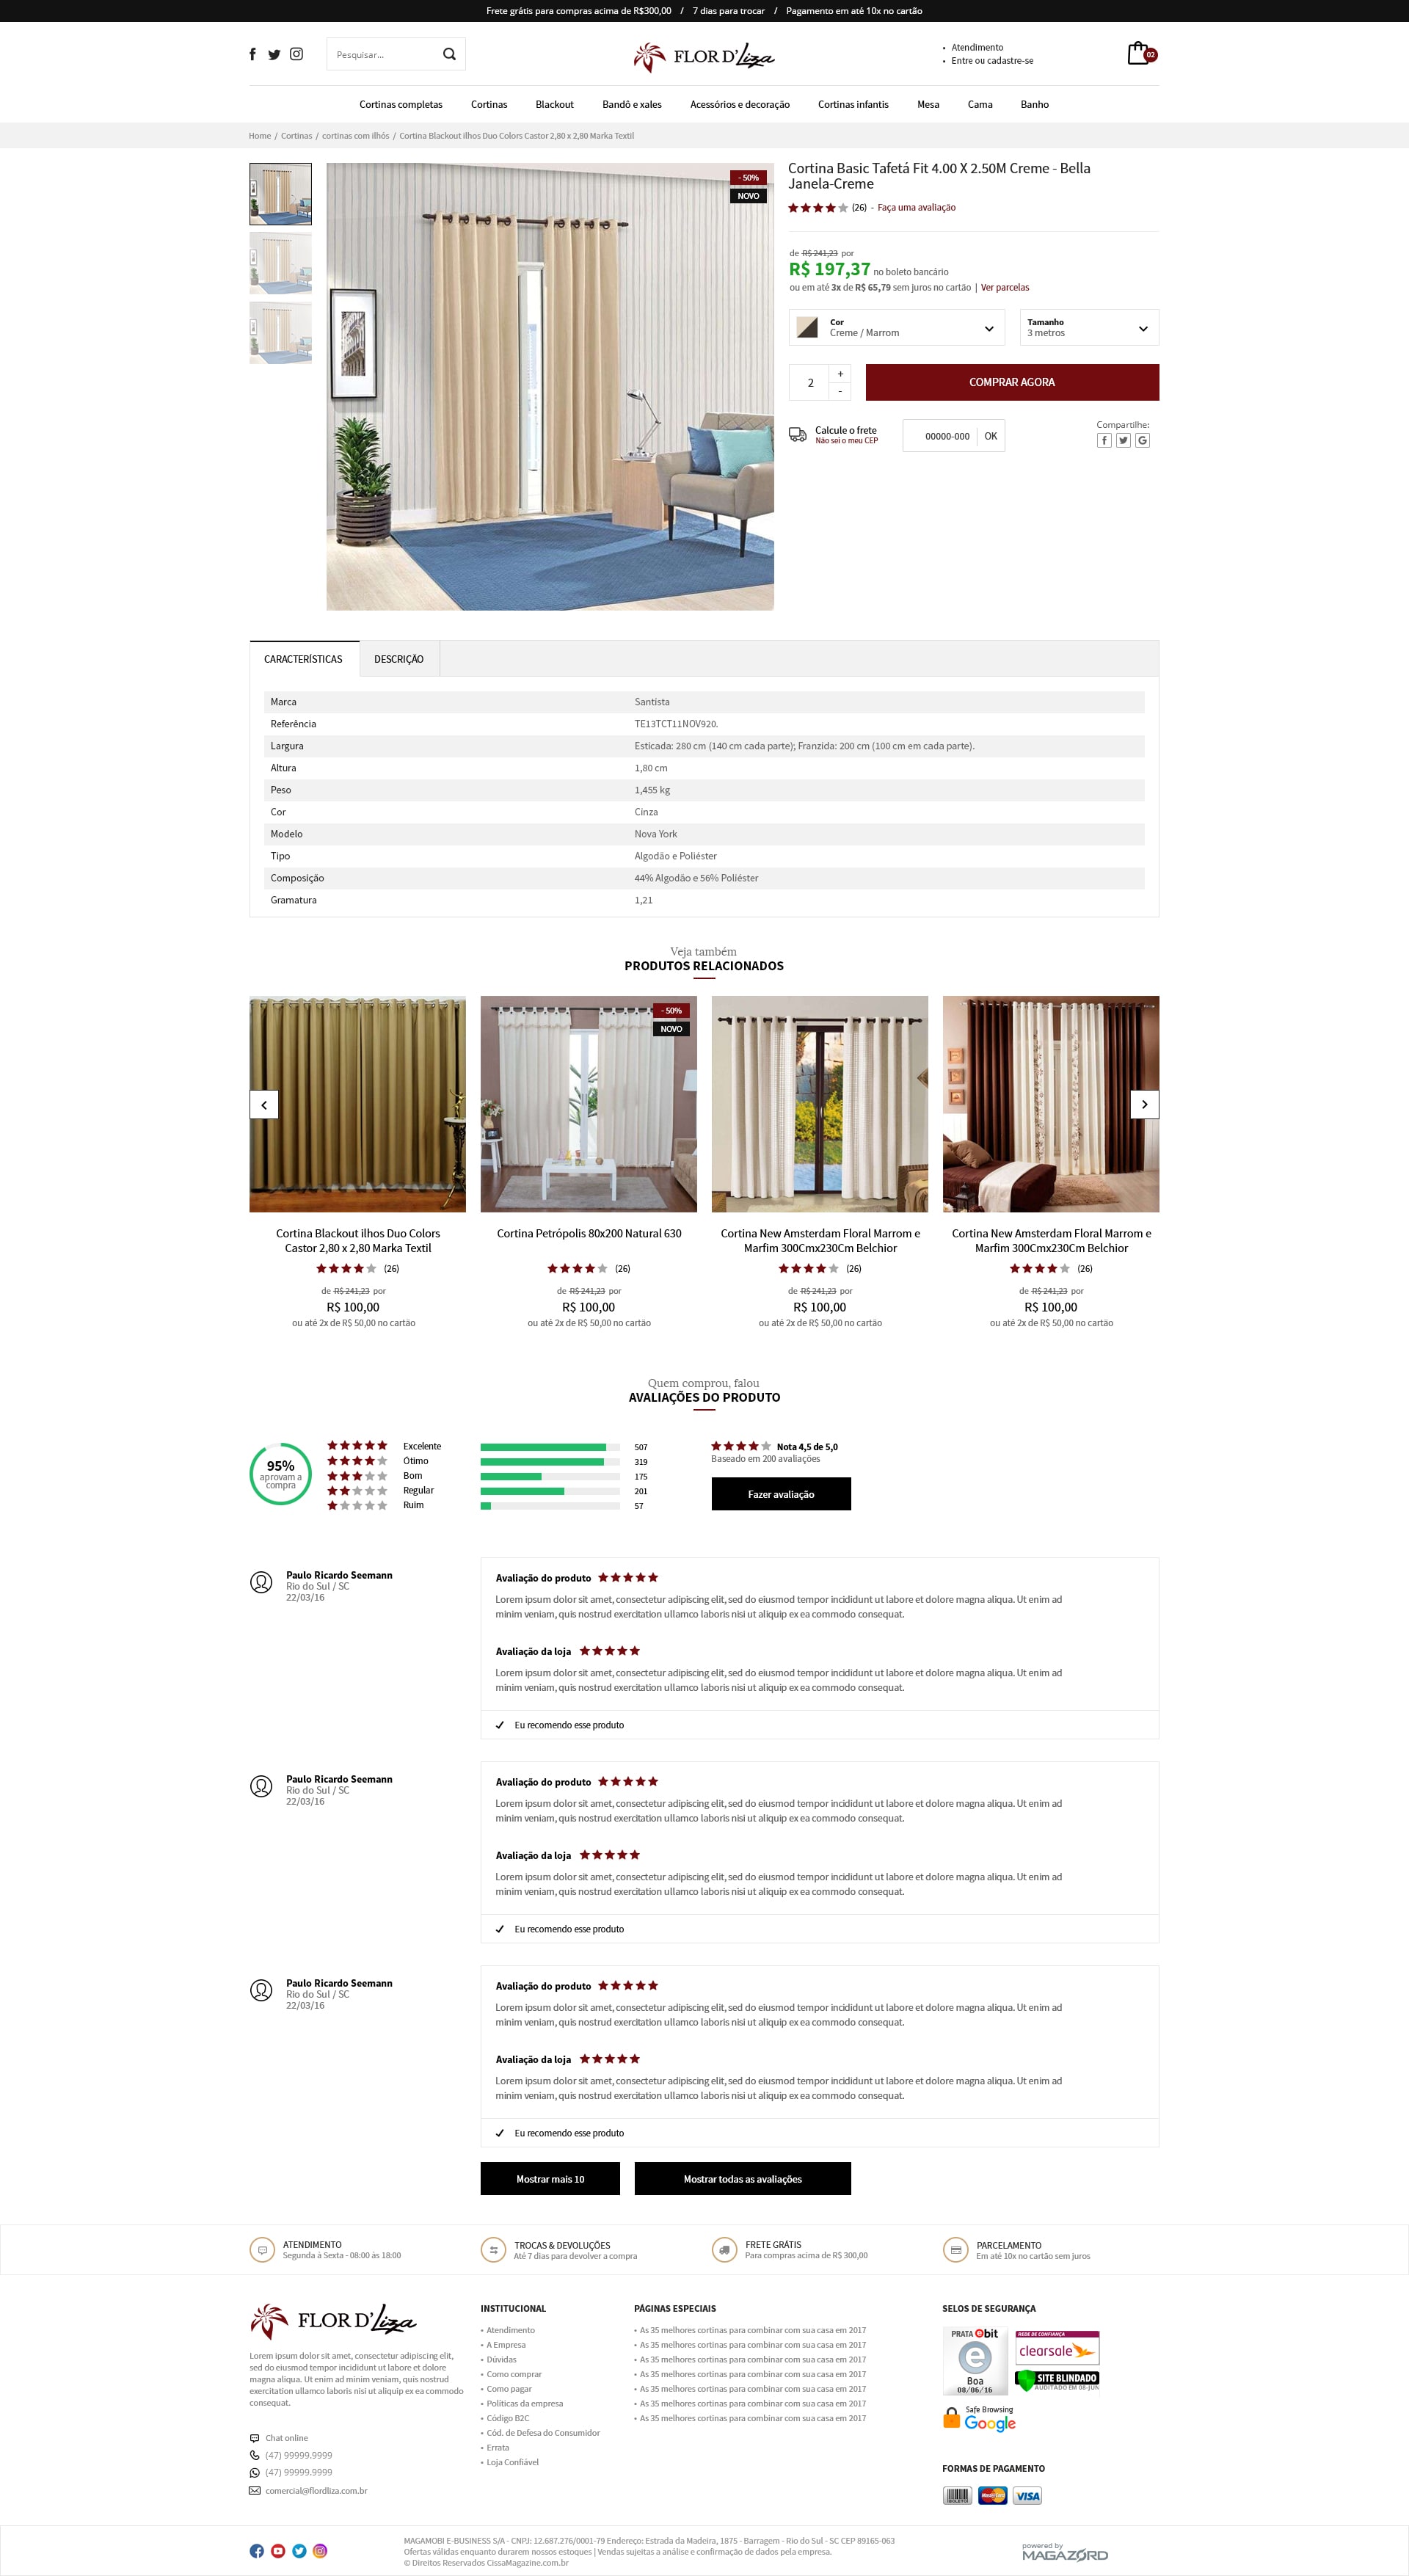 Frete grátis para compras acima de R$300,00 / 7 dias para trocar / Pagamento em até 10x no cartão
Pesquisar...
FLOR D'Liza
• Atendimento
• Entre ou cadastre-se
02
Cortinas completas Cortinas Blackout Bandô e xales Acessórios e decoração Cortinas infantis Mesa Cama Banho
Home / Cortinas / cortinas com ilhós / Cortina Blackout ilhos Duo Colors Castor 2,80 x 2,80 Marka Textil
- 50%
NOVO
Cortina Basic Tafetá Fit 4.00 X 2.50M Creme - Bella
Janela-Creme
(26) - Faça uma avaliação
de R$ 241,23 por
R$ 197,37 no boleto bancário
ou em até 3x de R$ 65,79 sem juros no cartão | Ver parcelas
Cor
Creme / Marrom
Tamanho
3 metros
2
+
-
COMPRAR AGORA
Calcule o frete
Não sei o meu CEP
00000-000 OK
Compartilhe:
CARACTERÍSTICAS DESCRIÇÃO
Marca Santista
Referência TE13TCT11NOV920.
Largura Esticada: 280 cm (140 cm cada parte); Franzida: 200 cm (100 cm em cada parte).
Altura 1,80 cm
Peso 1,455 kg
Cor Cinza
Modelo Nova York
Tipo Algodão e Poliéster
Composição 44% Algodão e 56% Poliéster
Gramatura 1,21
Veja também
PRODUTOS RELACIONADOS
- 50%
NOVO
Cortina Blackout ilhos Duo Colors
Castor 2,80 x 2,80 Marka Textil
(26)
de R$ 241,23 por
R$ 100,00
ou até 2x de R$ 50,00 no cartão
Cortina Petrópolis 80x200 Natural 630
(26)
de R$ 241,23 por
R$ 100,00
ou até 2x de R$ 50,00 no cartão
Cortina New Amsterdam Floral Marrom e
Marfim 300Cmx230Cm Belchior
(26)
de R$ 241,23 por
R$ 100,00
ou até 2x de R$ 50,00 no cartão
Cortina New Amsterdam Floral Marrom e
Marfim 300Cmx230Cm Belchior
(26)
de R$ 241,23 por
R$ 100,00
ou até 2x de R$ 50,00 no cartão
Quem comprou, falou
AVALIAÇÕES DO PRODUTO
95%
aprovam a
compra
Excelente 507
Ótimo 319
Bom 175
Regular 201
Ruim 57
Nota 4,5 de 5,0
Baseado em 200 avaliações
Fazer avaliação
Paulo Ricardo Seemann
Rio do Sul / SC
22/03/16
Avaliação do produto
Lorem ipsum dolor sit amet, consectetur adipiscing elit, sed do eiusmod tempor incididunt ut labore et dolore magna aliqua. Ut enim ad
minim veniam, quis nostrud exercitation ullamco laboris nisi ut aliquip ex ea commodo consequat.
Avaliação da loja
Lorem ipsum dolor sit amet, consectetur adipiscing elit, sed do eiusmod tempor incididunt ut labore et dolore magna aliqua. Ut enim ad
minim veniam, quis nostrud exercitation ullamco laboris nisi ut aliquip ex ea commodo consequat.
Eu recomendo esse produto
Paulo Ricardo Seemann
Rio do Sul / SC
22/03/16
Avaliação do produto
Lorem ipsum dolor sit amet, consectetur adipiscing elit, sed do eiusmod tempor incididunt ut labore et dolore magna aliqua. Ut enim ad
minim veniam, quis nostrud exercitation ullamco laboris nisi ut aliquip ex ea commodo consequat.
Avaliação da loja
Lorem ipsum dolor sit amet, consectetur adipiscing elit, sed do eiusmod tempor incididunt ut labore et dolore magna aliqua. Ut enim ad
minim veniam, quis nostrud exercitation ullamco laboris nisi ut aliquip ex ea commodo consequat.
Eu recomendo esse produto
Paulo Ricardo Seemann
Rio do Sul / SC
22/03/16
Avaliação do produto
Lorem ipsum dolor sit amet, consectetur adipiscing elit, sed do eiusmod tempor incididunt ut labore et dolore magna aliqua. Ut enim ad
minim veniam, quis nostrud exercitation ullamco laboris nisi ut aliquip ex ea commodo consequat.
Avaliação da loja
Lorem ipsum dolor sit amet, consectetur adipiscing elit, sed do eiusmod tempor incididunt ut labore et dolore magna aliqua. Ut enim ad
minim veniam, quis nostrud exercitation ullamco laboris nisi ut aliquip ex ea commodo consequat.
Eu recomendo esse produto
Mostrar mais 10 Mostrar todas as avaliações
ATENDIMENTO
Segunda à Sexta - 08:00 às 18:00
TROCAS & DEVOLUÇÕES
Até 7 dias para devolver a compra
FRETE GRÁTIS
Para compras acima de R$ 300,00
PARCELAMENTO
Em até 10x no cartão sem juros
FLOR D'Liza
Lorem ipsum dolor sit amet, consectetur adipiscing elit,
sed do eiusmod tempor incididunt ut labore et dolore
magna aliqua. Ut enim ad minim veniam, quis nostrud
exercitation ullamco laboris nisi ut aliquip ex ea commodo
consequat.
Chat online
(47) 99999.9999
(47) 99999.9999
comercial@flordliza.com.br
INSTITUCIONAL
• Atendimento
• A Empresa
• Dúvidas
• Como comprar
• Como pagar
• Políticas da empresa
• Código B2C
• Cód. de Defesa do Consumidor
• Errata
• Loja Confiável
PÁGINAS ESPECIAIS
• As 35 melhores cortinas para combinar com sua casa em 2017
• As 35 melhores cortinas para combinar com sua casa em 2017
• As 35 melhores cortinas para combinar com sua casa em 2017
• As 35 melhores cortinas para combinar com sua casa em 2017
• As 35 melhores cortinas para combinar com sua casa em 2017
• As 35 melhores cortinas para combinar com sua casa em 2017
• As 35 melhores cortinas para combinar com sua casa em 2017
SELOS DE SEGURANÇA
PRATA ebit
e
Boa
08/06/16
REDE DE CONFIANÇA
clearsale
SITE BLINDADO
AUDITADO EM 08-JUN
Safe Browsing
Google
FORMAS DE PAGAMENTO
BOLETO
MasterCard
VISA
MAGAMOBI E-BUSINESS S/A - CNPJ: 12.687.276/0001-79 Endereço: Estrada da Madeira, 1875 - Barragem - Rio do Sul - SC CEP 89165-063
Ofertas válidas enquanto durarem nossos estoques | Vendas sujeitas a análise e confirmação de dados pela empresa.
© Direitos Reservados CissaMagazine.com.br
powered by
MAGAZORD